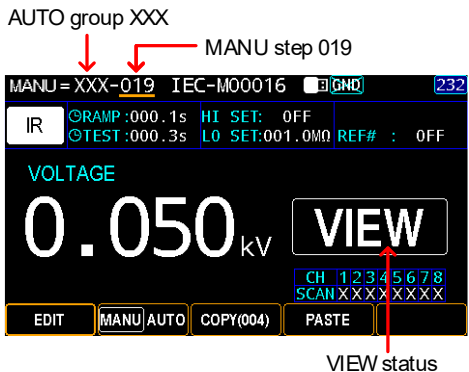 AUTO group XXX
MANU step 019
MANU=XXX-019 IEC-M00016 GND 232
IR RAMP:000.1s HI SET: OFF
TEST:000.3s LO SET:001.0MΩ REF# : OFF
VOLTAGE
0.050kV VIEW
CH 1 2 3 4 5 6 7 8
SCAN X X X X X X X X
EDIT MANU AUTO COPY(004) PASTE
VIEW status